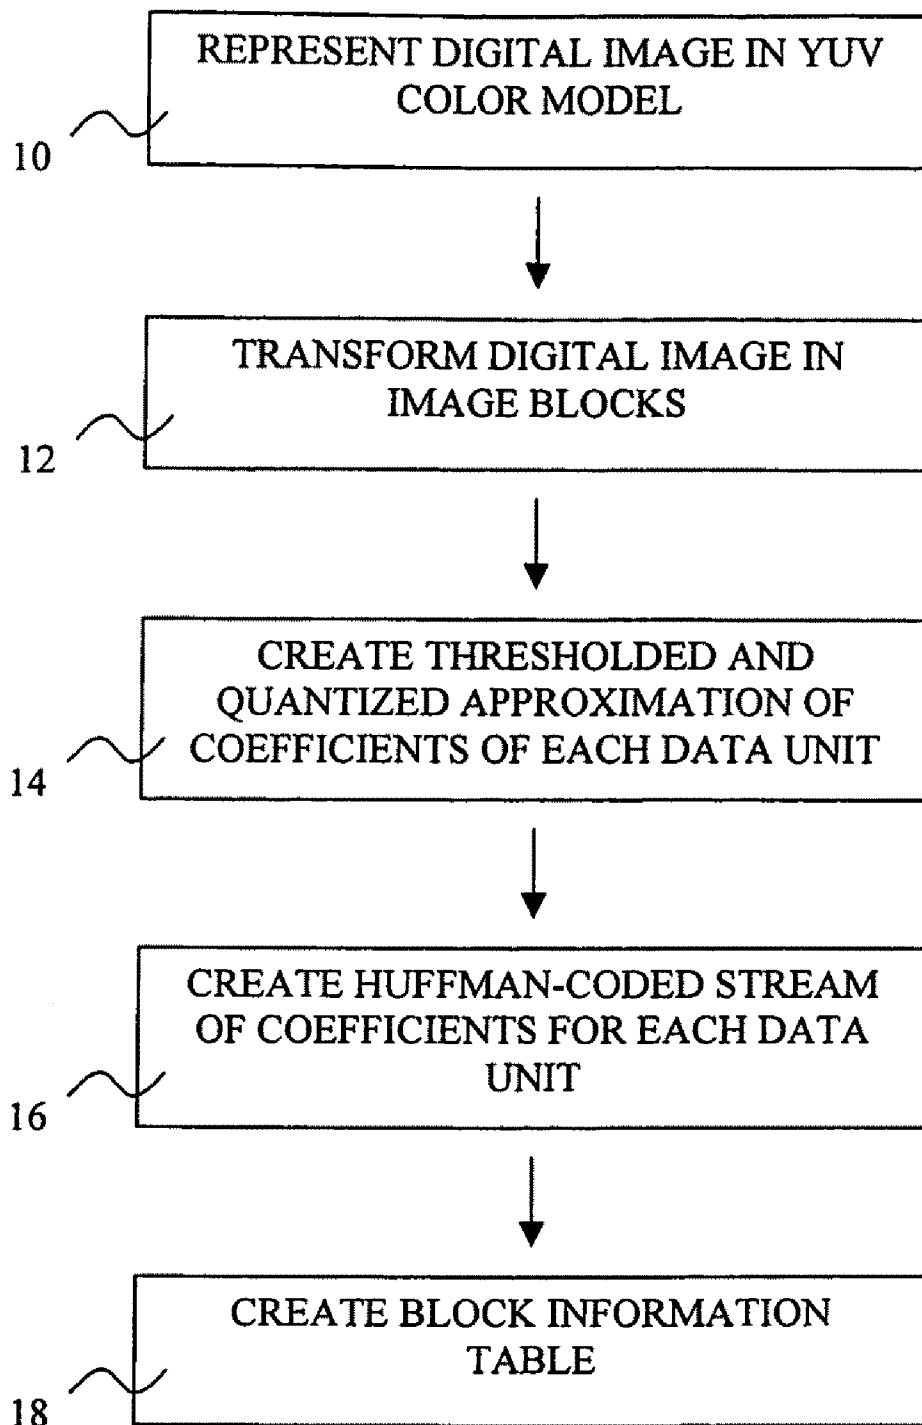 REPRESENT DIGITAL IMAGE IN YUV
COLOR MODEL
10
TRANSFORM DIGITAL IMAGE IN
IMAGE BLOCKS
12
CREATE THRESHOLDED AND
QUANTIZED APPROXIMATION OF
COEFFICIENTS OF EACH DATA UNIT
14
CREATE HUFFMAN-CODED STREAM
OF COEFFICIENTS FOR EACH DATA
UNIT
16
CREATE BLOCK INFORMATION
TABLE
18